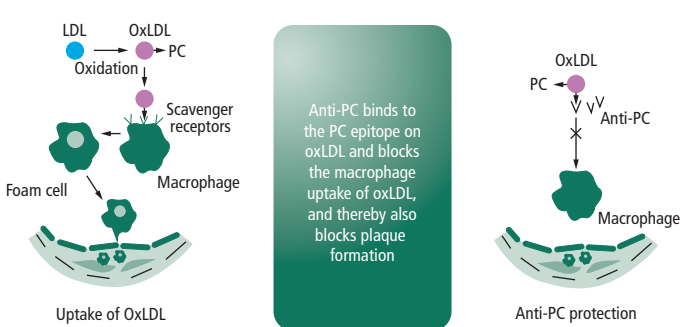 LDL
OxLDL
PC
Oxidation
Scavenger
receptors
Macrophage
Foam cell
Uptake of OxLDL
Anti-PC binds to
the PC epitope on
oxLDL and blocks
the macrophage
uptake of oxLDL,
and thereby also
blocks plaque
formation
OxLDL
PC
Anti-PC
Macrophage
Anti-PC protection